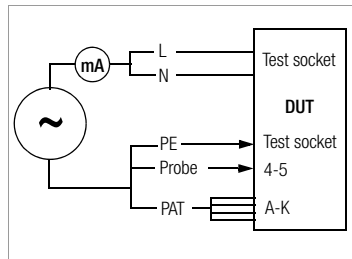 L
mA
N
Test socket
DUT
~
PE
Test socket
Probe
4-5
PAT
A-K